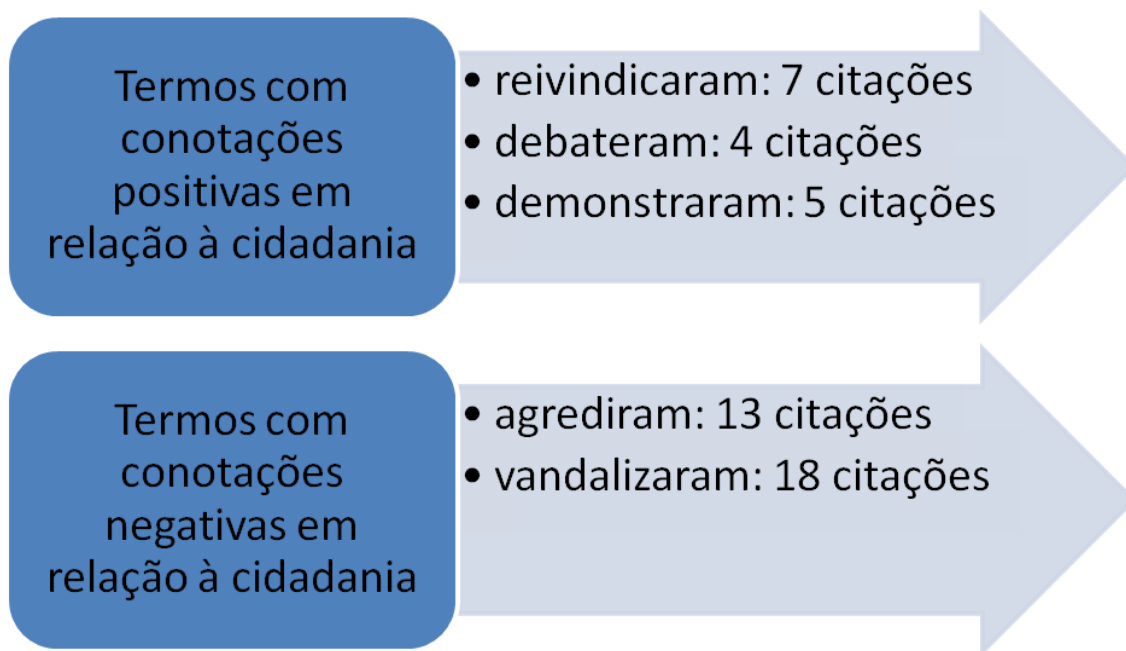 Termos com
conotações
positivas em
relação à cidadania
• reivindicaram: 7 citações
• debateram: 4 citações
• demonstraram: 5 citações
Termos com
conotações
negativas em
relação à cidadania
• agrediram: 13 citações
• vandalizaram: 18 citações